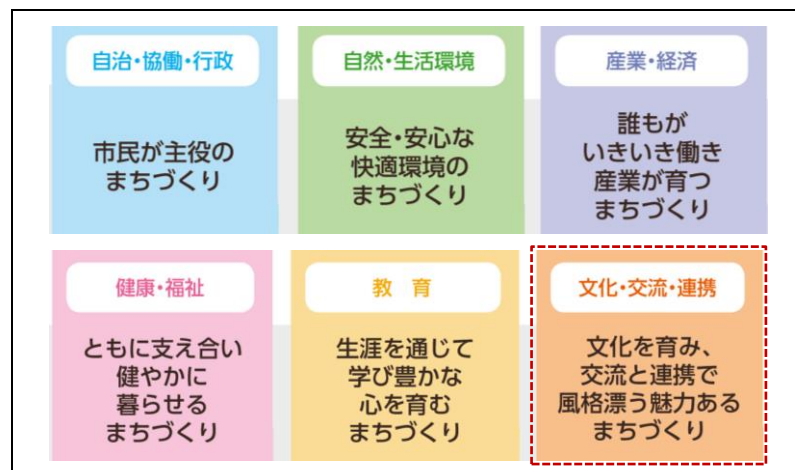 自治・協働・行政
市民が主役の
まちづくり
自然・生活環境
安全・安心な
快適環境の
まちづくり
産業・経済
誰もが
いきいき働き
産業が育つ
まちづくり
健康・福祉
ともに支え合い
健やかに
暮らせる
まちづくり
教 育
生涯を通じて
学び豊かな
心を育む
まちづくり
文化・交流・連携
文化を育み、
交流と連携で
風格漂う魅力ある
まちづくり